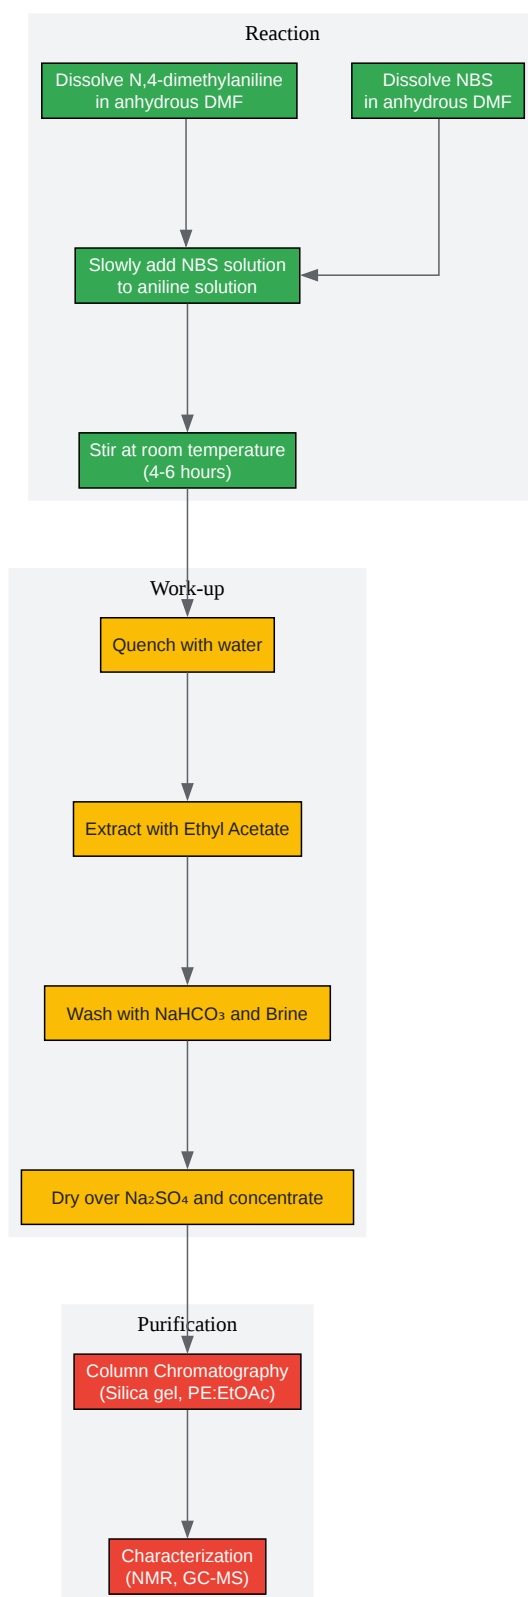 Reaction
Dissolve N,4-dimethylaniline
in anhydrous DMF
Dissolve NBS
in anhydrous DMF
Slowly add NBS solution
to aniline solution
Stir at room temperature
(4-6 hours)
Work-up
Quench with water
Extract with Ethyl Acetate
Wash with NaHCO₃ and Brine
Dry over Na₂SO₄ and concentrate
Purification
Column Chromatography
(Silica gel, PE:EtOAc)
Characterization
(NMR, GC-MS)